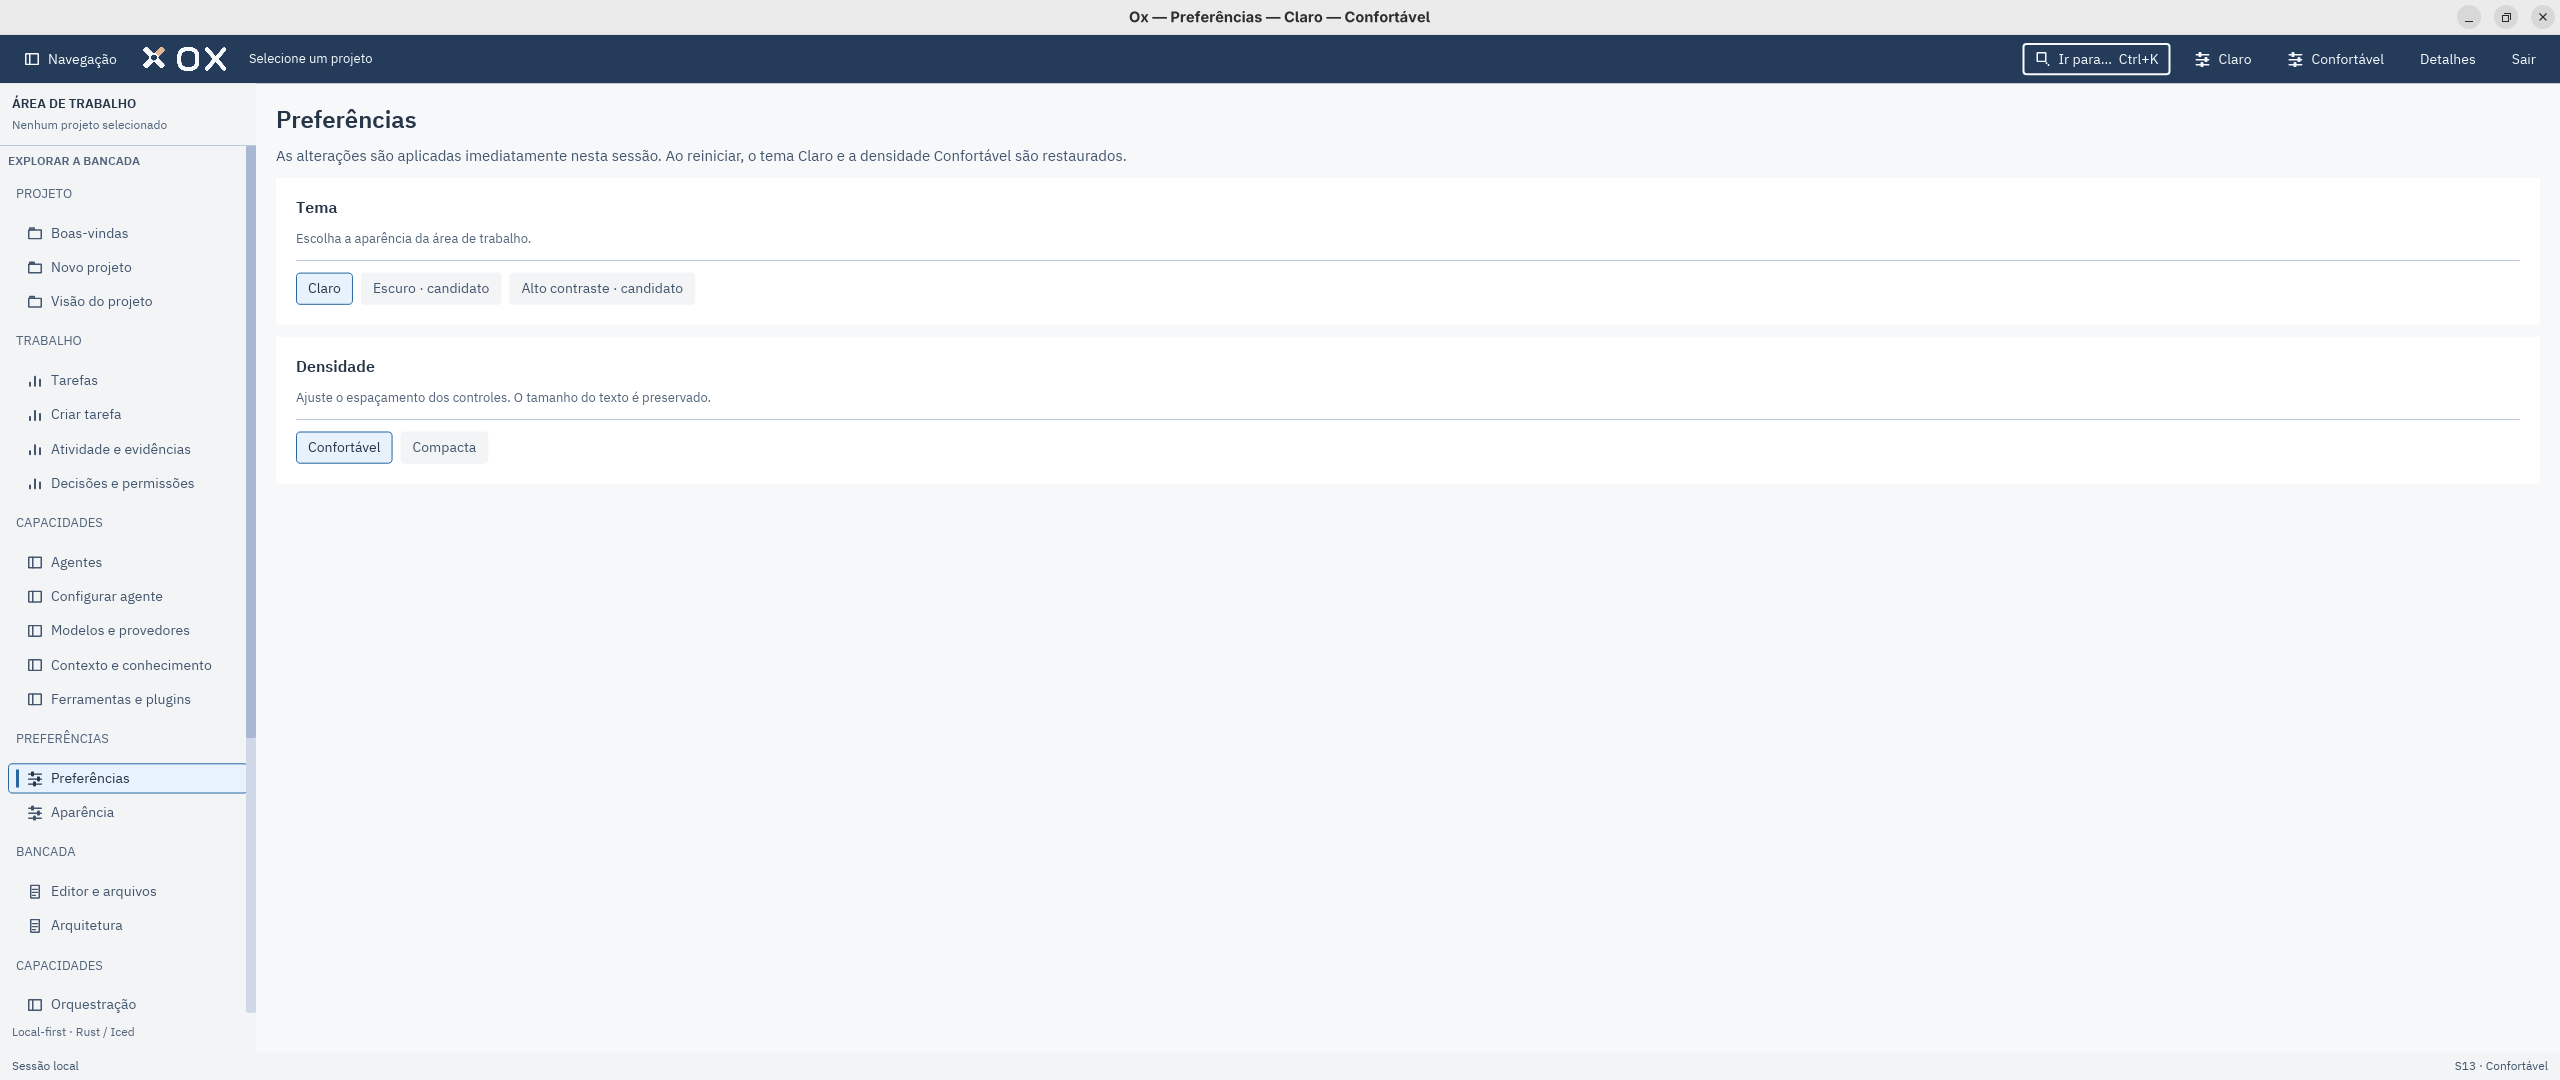 Ox — Preferências — Claro — Confortável
Navegação
OX
Selecione um projeto
Ir para... Ctrl+K
Claro
Confortável
Detalhes
Sair
ÁREA DE TRABALHO
Nenhum projeto selecionado
EXPLORAR A BANCADA
PROJETO
Boas-vindas
Novo projeto
Visão do projeto
TRABALHO
Tarefas
Criar tarefa
Atividade e evidências
Decisões e permissões
CAPACIDADES
Agentes
Configurar agente
Modelos e provedores
Contexto e conhecimento
Ferramentas e plugins
PREFERÊNCIAS
Preferências
Aparência
BANCADA
Editor e arquivos
Arquitetura
CAPACIDADES
Orquestração
Local-first · Rust / Iced
Preferências
As alterações são aplicadas imediatamente nesta sessão. Ao reiniciar, o tema Claro e a densidade Confortável são restaurados.
Tema
Escolha a aparência da área de trabalho.
Claro
Escuro · candidato
Alto contraste · candidato
Densidade
Ajuste o espaçamento dos controles. O tamanho do texto é preservado.
Confortável
Compacta
Sessão local
S13 · Confortável